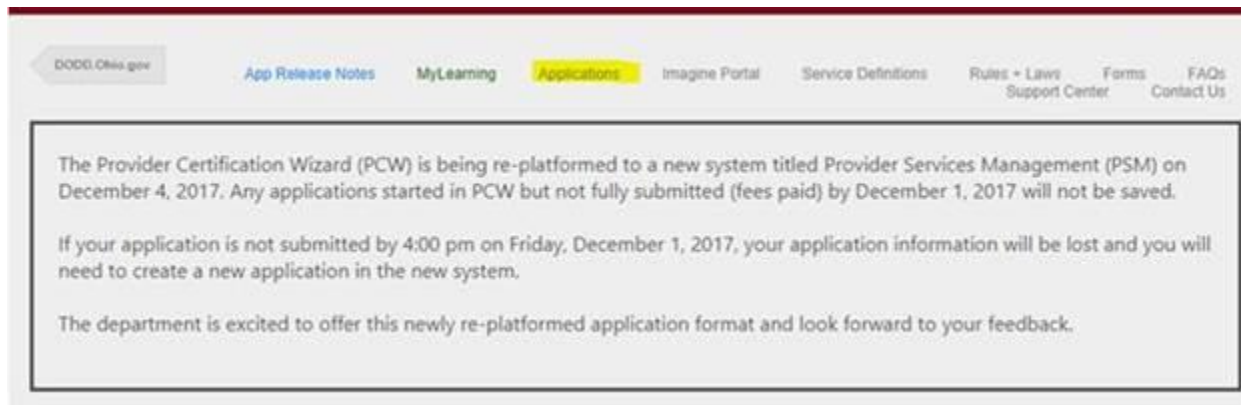 DODD.Ohio.gov
App Release Notes MyLearning Applications Imagine Portal Service Definitions Rules + Laws Forms FAQs
Support Center Contact Us
The Provider Certification Wizard (PCW) is being re-platformed to a new system titled Provider Services Management (PSM) on
December 4, 2017. Any applications started in PCW but not fully submitted (fees paid) by December 1, 2017 will not be saved.
If your application is not submitted by 4:00 pm on Friday, December 1, 2017, your application information will be lost and you will
need to create a new application in the new system.
The department is excited to offer this newly re-platformed application format and look forward to your feedback.